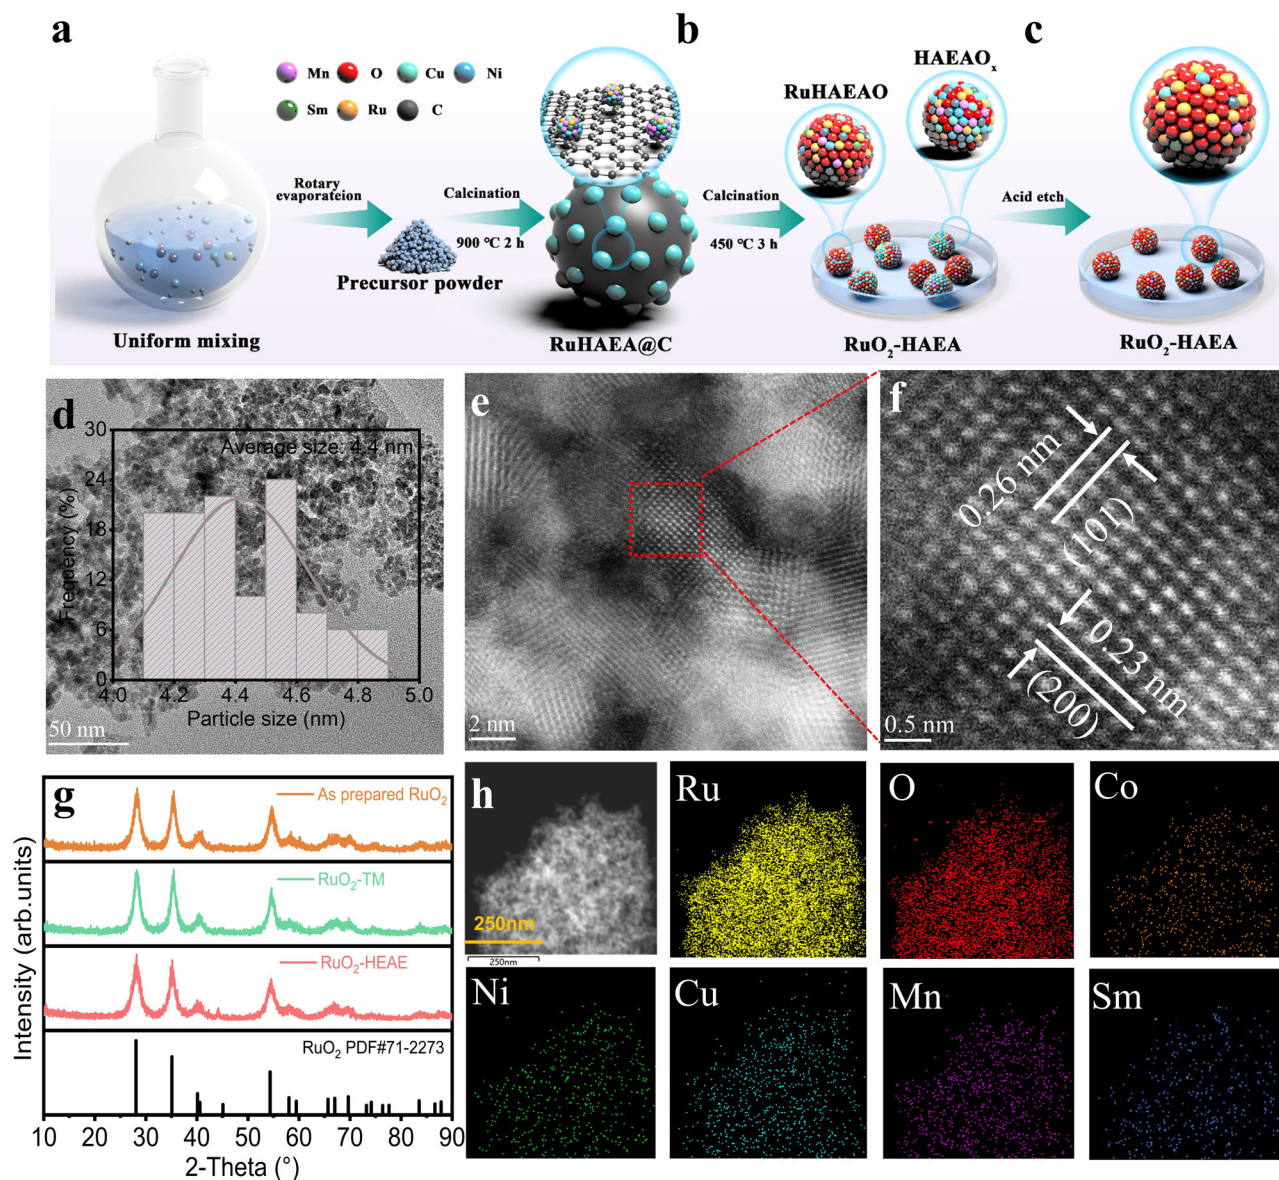 a
b
c
Mn O Cu Ni
Sm Ru C
Rotary
evaporateion
Calcination
900 °C 2 h
Calcination
450 °C 3 h
Acid etch
RuHAEAO
HAEAOₓ
Uniform mixing
Precursor powder
RuHAEA@C
RuO₂-HAEA
RuO₂-HAEA
d
Average size: 4.4 nm
Frequency (%)
30
24
18
12
6
0
4.0 4.2 4.4 4.6 4.8 5.0
Particle size (nm)
50 nm
e
2 nm
f
0.26 nm
(101)
0.23 nm
(200)
0.5 nm
g
As prepared RuO₂
RuO₂-TM
RuO₂-HEAE
RuO₂ PDF#71-2273
Intensity (arb.units)
10 20 30 40 50 60 70 80 90
2-Theta (°)
h
250nm
250nm
Ru
O
Co
Ni
Cu
Mn
Sm